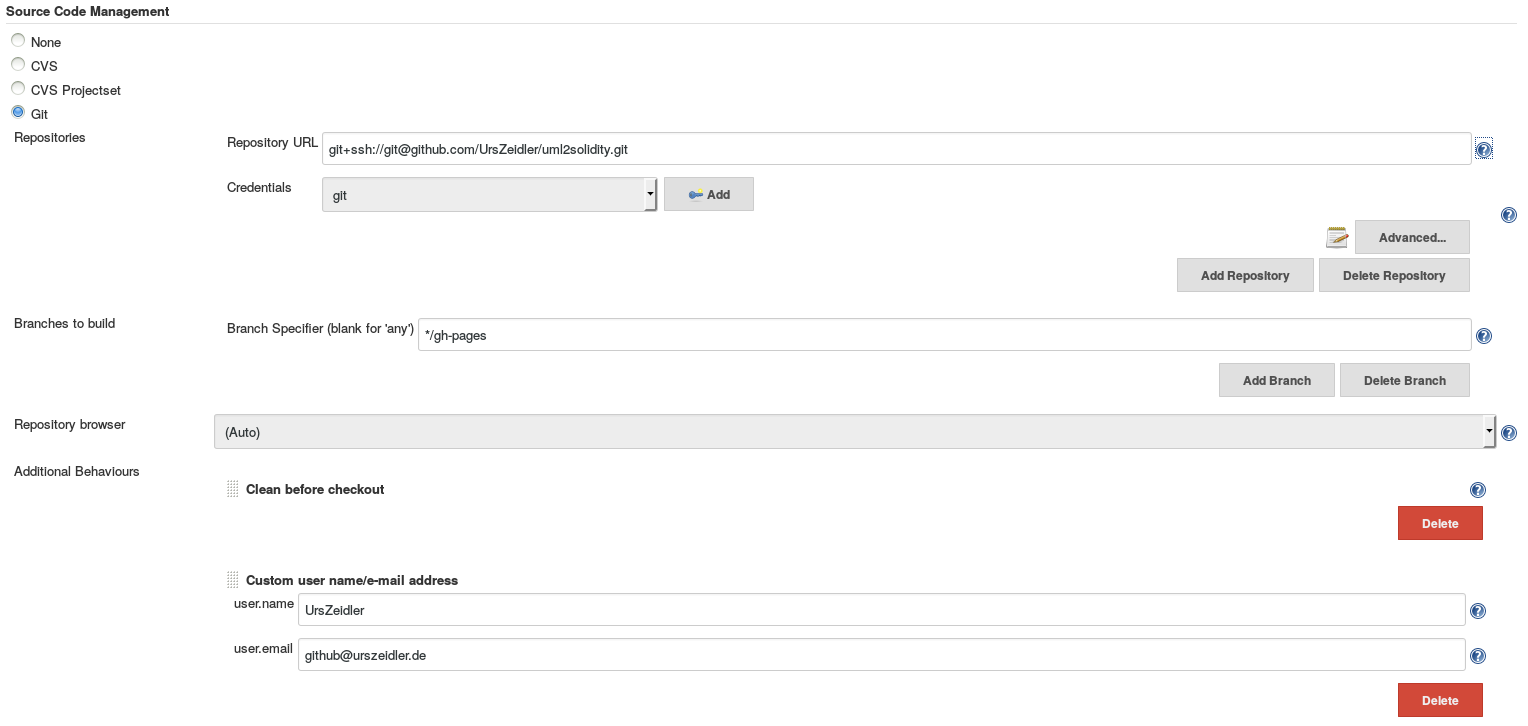 Source Code Management
None
CVS
CVS Projectset
Git
Repositories
Repository URL git+ssh://git@github.com/UrsZeidler/uml2solidity.git
Credentials git Add
Advanced...
Add Repository Delete Repository
Branches to build
Branch Specifier (blank for 'any') */gh-pages
Add Branch Delete Branch
Repository browser (Auto)
Additional Behaviours
Clean before checkout
Delete
Custom user name/e-mail address
user.name UrsZeidler
user.email github@urszeidler.de
Delete